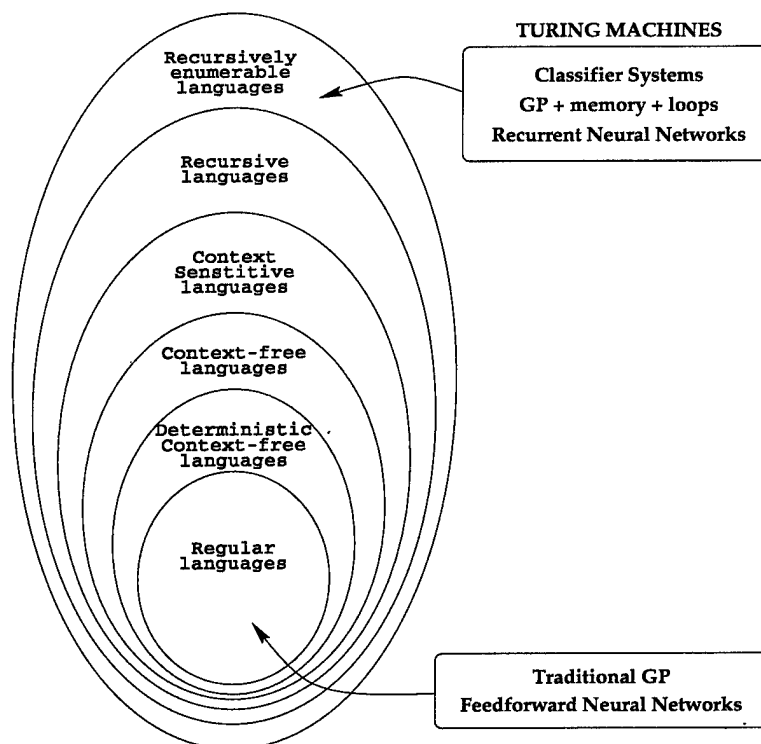 TURING MACHINES
Recursively
enumerable
languages
Classifier Systems
GP + memory + loops
Recurrent Neural Networks
Recursive
languages
Context
Senstitive
languages
Context-free
languages
Deterministic
Context-free
languages
Regular
languages
Traditional GP
Feedforward Neural Networks